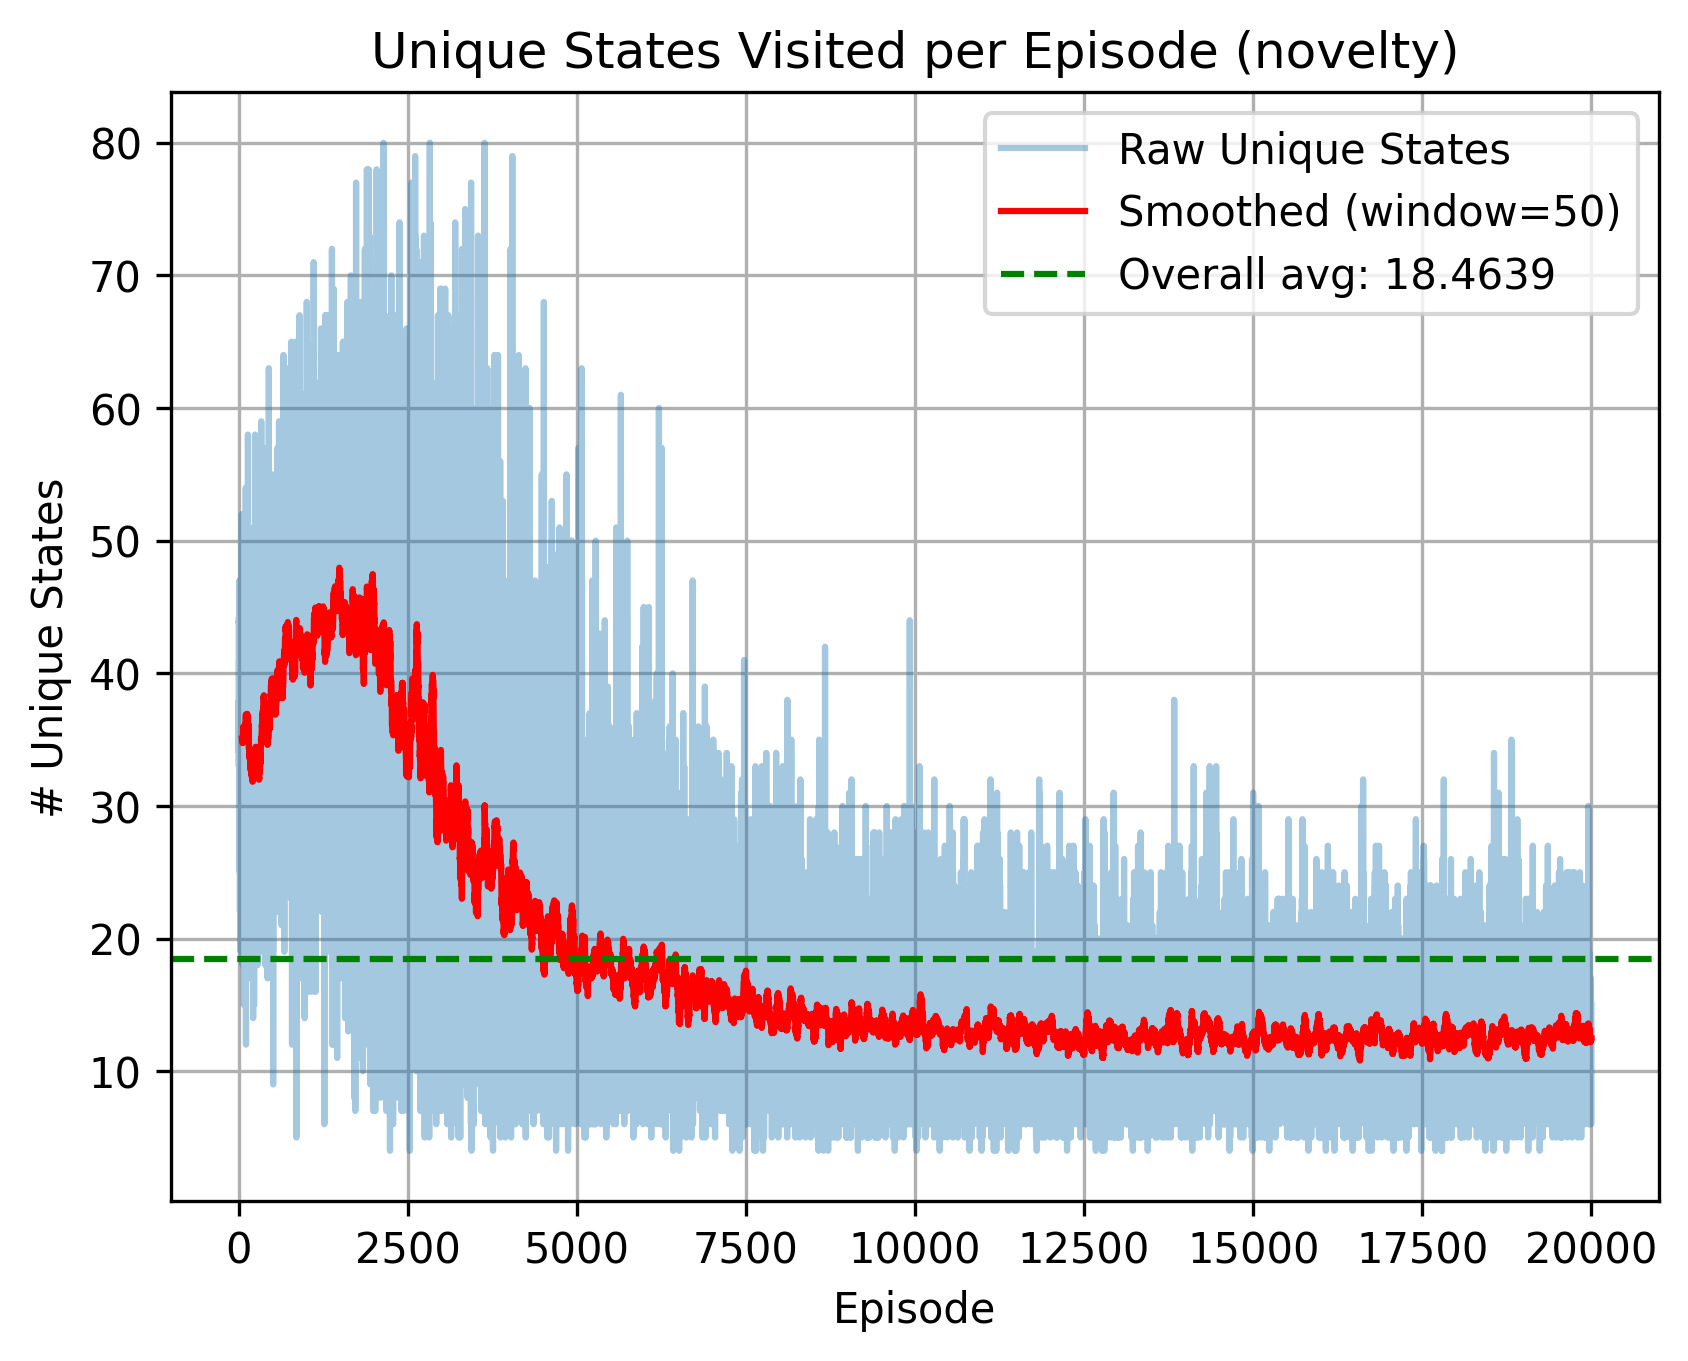 Unique States Visited per Episode (novelty)
Raw Unique States
Smoothed (window=50)
Overall avg: 18.4639
# Unique States
80
70
60
50
40
30
20
10
0 2500 5000 7500 10000 12500 15000 17500 20000
Episode